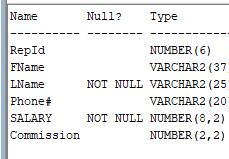 Name Null? Type
---------- -------- ------------
RepId NUMBER(6)
FName VARCHAR2(37
LName NOT NULL VARCHAR2(25
Phone# VARCHAR2(20
SALARY NOT NULL NUMBER(8,2)
Commission NUMBER(2,2)